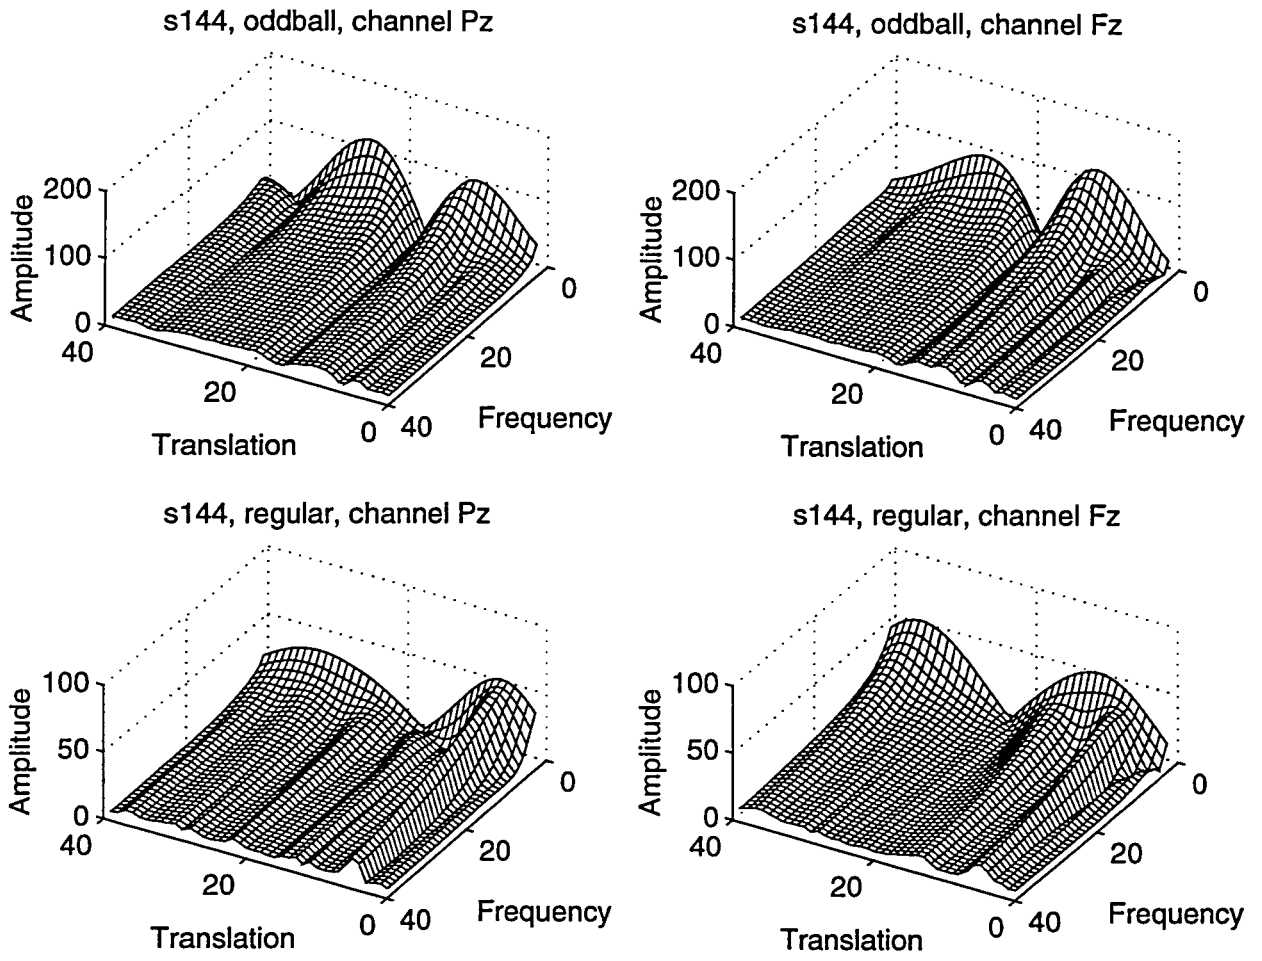 s144, oddball, channel Pz
200
100
0
Amplitude
40
20
0
Translation
0
20
40
Frequency
s144, oddball, channel Fz
200
100
0
Amplitude
40
20
0
Translation
0
20
40
Frequency
s144, regular, channel Pz
100
50
0
Amplitude
40
20
0
Translation
0
20
40
Frequency
s144, regular, channel Fz
100
50
0
Amplitude
40
20
0
Translation
0
20
40
Frequency